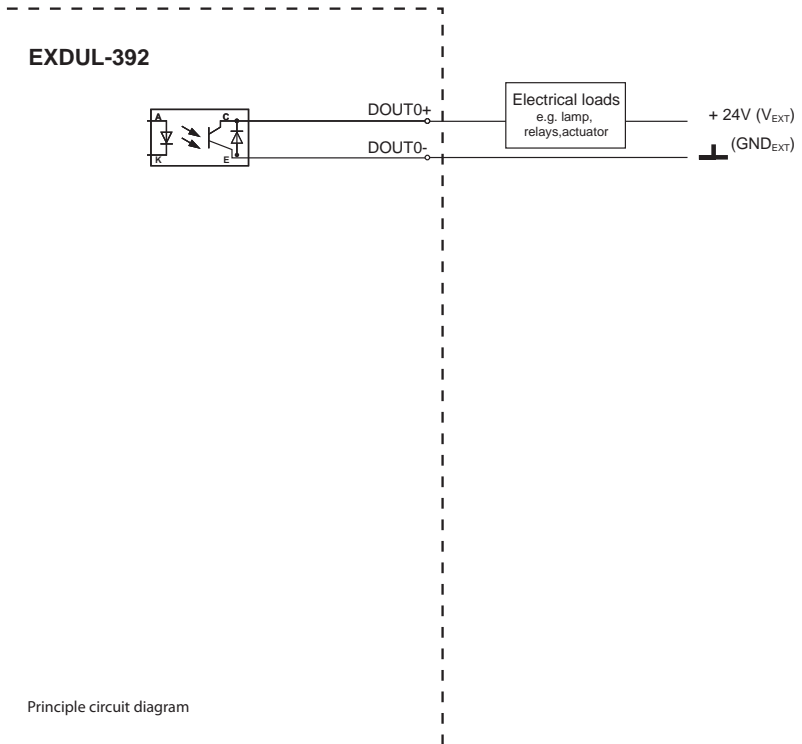 EXDUL-392
A
C
K
E
DOUT0+
DOUT0-
Electrical loads
e.g. lamp,
relays,actuator
+ 24V (VEXT)
(GNDEXT)
Principle circuit diagram